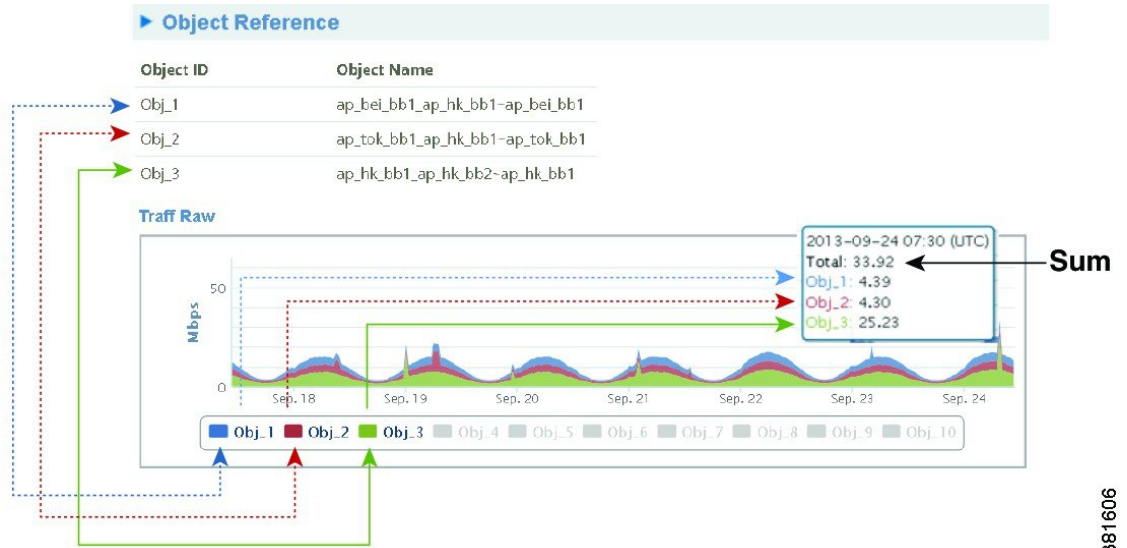 Object Reference
Object ID Object Name
Obj_1 ap_bei_bb1_ap_hk_bb1-ap_bei_bb1
Obj_2 ap_tok_bb1_ap_hk_bb1-ap_tok_bb1
Obj_3 ap_hk_bb1_ap_hk_bb2-ap_hk_bb1
Traff Raw
2013-09-24 07:30 (UTC)
Total: 33.92
Sum
Obj_1: 4.39
Obj_2: 4.30
Obj_3: 25.23
Mbps
50
0
Sep. 18 Sep. 19 Sep. 20 Sep. 21 Sep. 22 Sep. 23 Sep. 24
Obj_1 Obj_2 Obj_3 Obj_4 Obj_5 Obj_6 Obj_7 Obj_8 Obj_9 Obj_10
381606